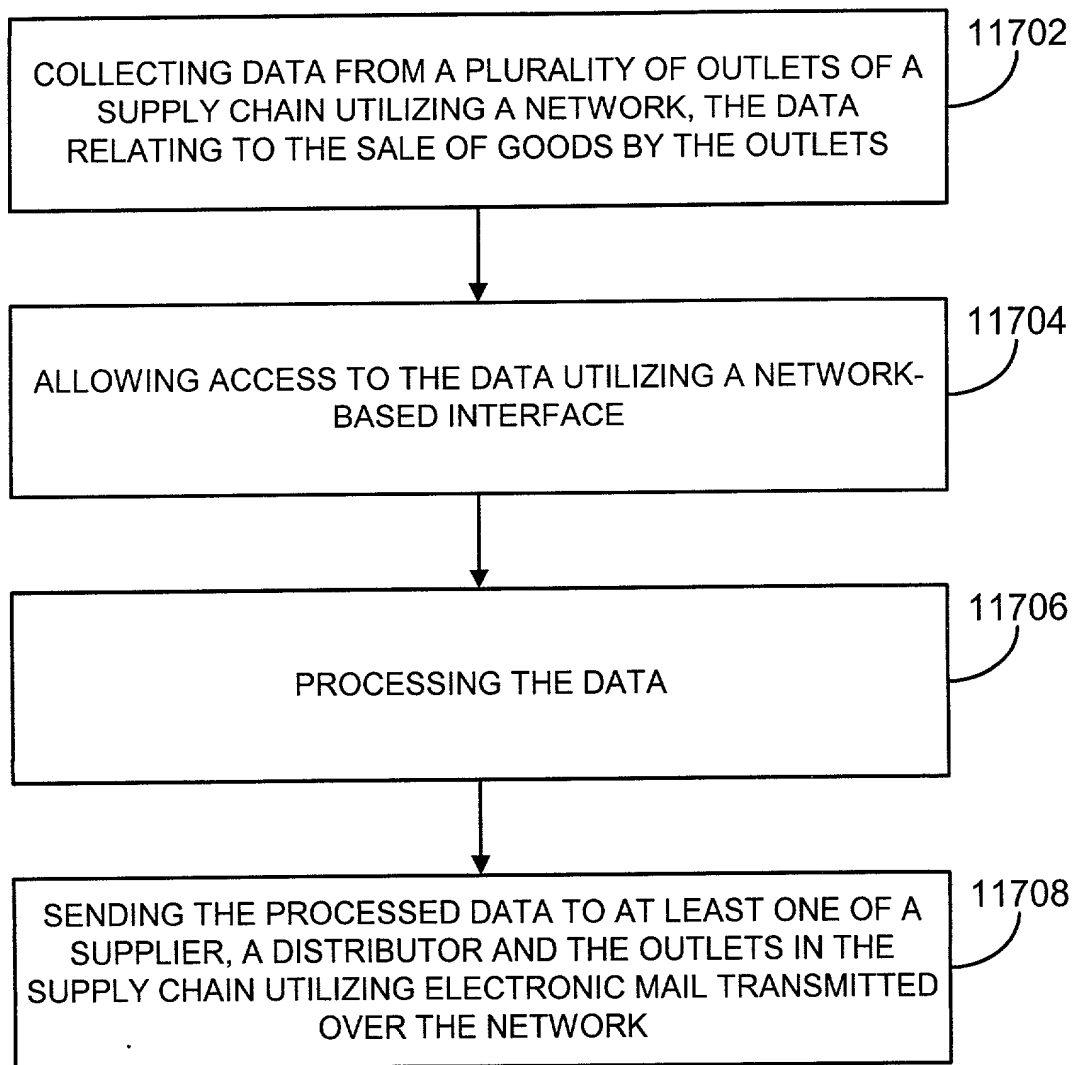 11702
COLLECTING DATA FROM A PLURALITY OF OUTLETS OF A
SUPPLY CHAIN UTILIZING A NETWORK, THE DATA
RELATING TO THE SALE OF GOODS BY THE OUTLETS
11704
ALLOWING ACCESS TO THE DATA UTILIZING A NETWORK-
BASED INTERFACE
11706
PROCESSING THE DATA
11708
SENDING THE PROCESSED DATA TO AT LEAST ONE OF A
SUPPLIER, A DISTRIBUTOR AND THE OUTLETS IN THE
SUPPLY CHAIN UTILIZING ELECTRONIC MAIL TRANSMITTED
OVER THE NETWORK